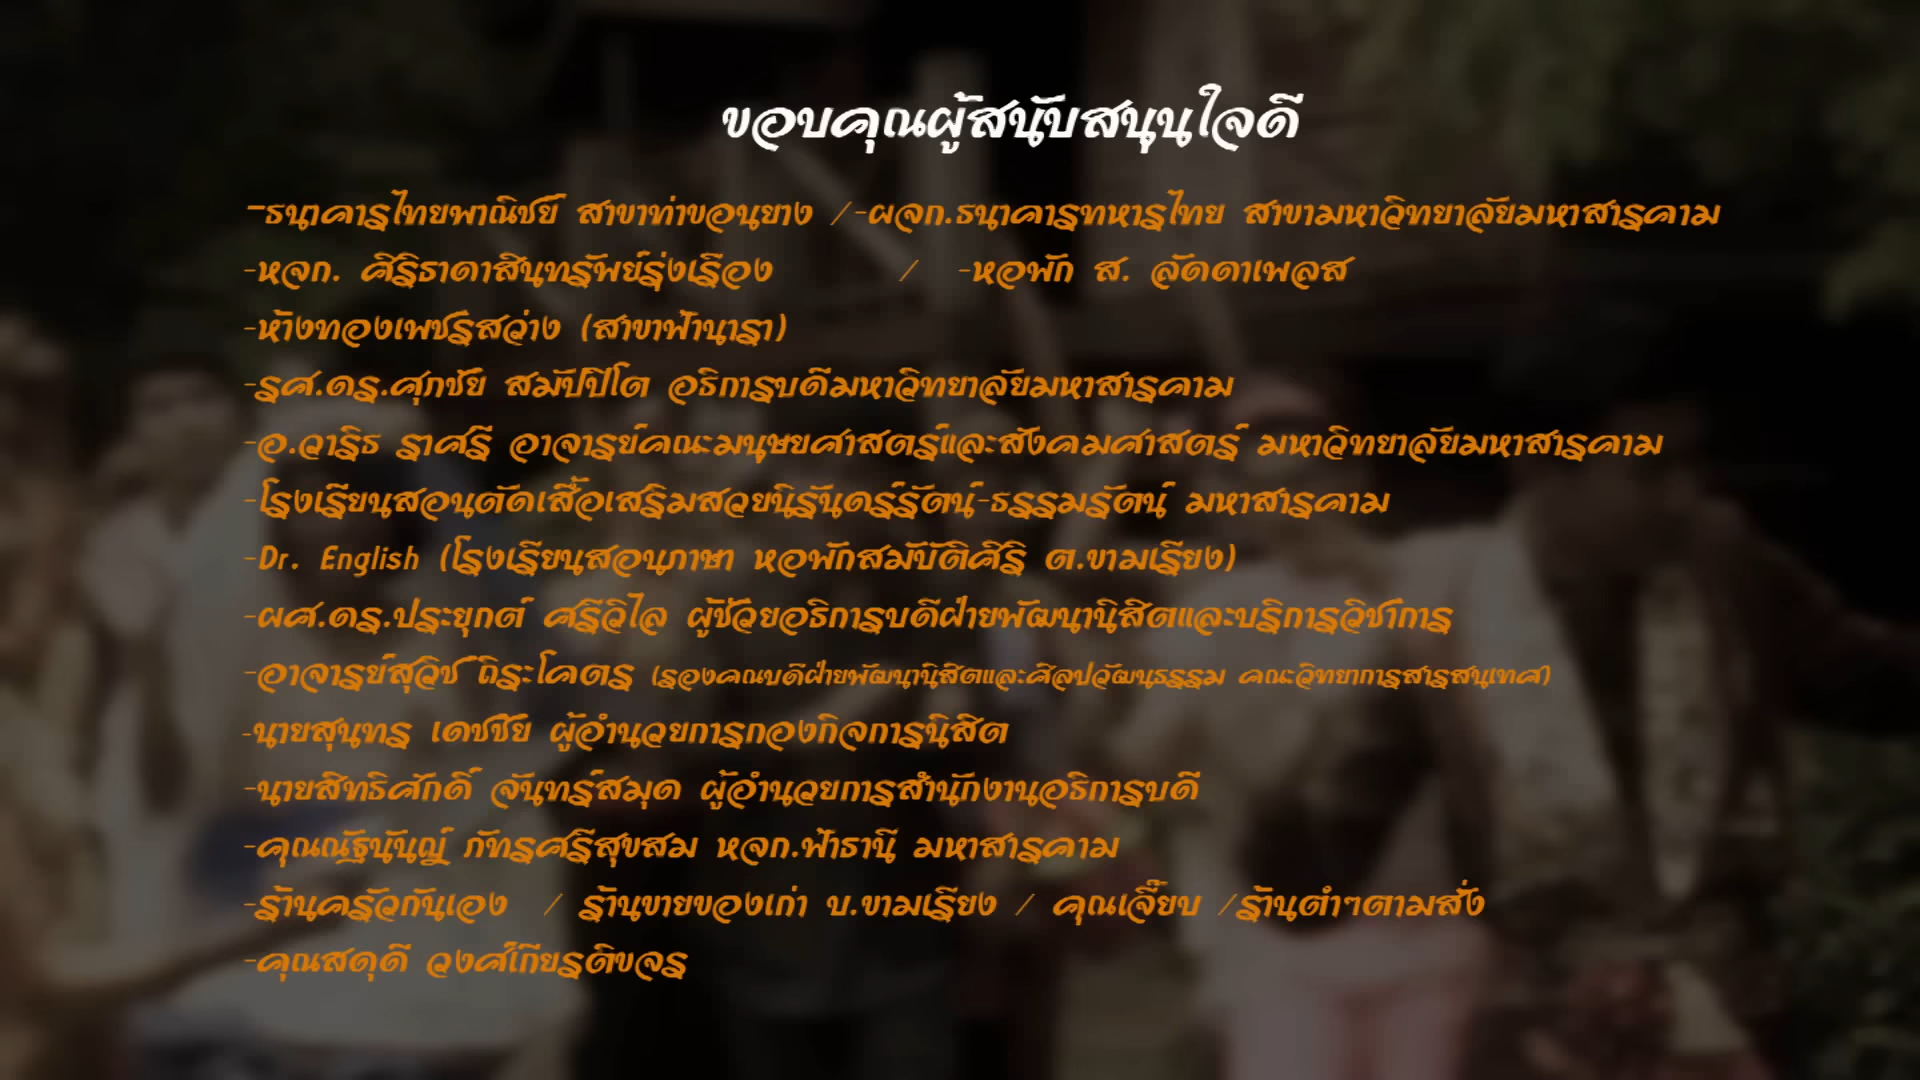 ขอบคุณผู้สนับสนุนใจดี
-ธนาคารไทยพาณิชย์ สาขาท่าขอนยาง /-ผจก.ธนาคารทหารไทย สาขามหาวิทยาลัยมหาสารคาม
-หจก. ศิริธาดาสินทรัพย์รุ่งเรือง / -หอพัก ส. ลัดดาเพลส
-ห้างทองเพชรสีสว่าง (สาขาฟ้านารา)
-รศ.ดร.ศุภชัย สมัปปิโต อธิการบดีมหาวิทยาลัยมหาสารคาม
-อ.วาริธ ราศรี อาจารย์คณะมนุษยศาสตร์และสังคมศาสตร์ มหาวิทยาลัยมหาสารคาม
-โรงเรียนสอนตัดเสื้อเสริมสวยนิรันดร์รัตน์-ธรรมรัตน์ มหาสารคาม
-Dr. English (โรงเรียนสอนภาษา หอพักสมบัติศิริ ต.ขามเรียง)
-ผศ.ดร.ประยุกต์ ศรีวิไล ผู้ช่วยอธิการบดีฝ่ายพัฒนานิสิตและบริการวิชาการ
-อาจารย์สุวิช ถิระโคตร (รองคณบดีฝ่ายพัฒนานิสิตและศิลปวัฒนธรรม คณะวิทยาการสารสนเทศ)
-นายสุนทร เดชชัย ผู้อำนวยการกองกิจการนิสิต
-นายสิทธิศักดิ์ จันทร์สมุด ผู้อำนวยการสำนักงานอธิการบดี
-คุณณัฐนันญ์ ภัทรศรีสุขสม หจก.ฟ้าธานี มหาสารคาม
-ร้านครัวกันเอง / ร้านขายของเก่า บ.ขามเรียง / คุณเจี๊ยบ /ร้านตำๆตามสั่ง
-คุณสดุดี วงศ์เกียรติขจร